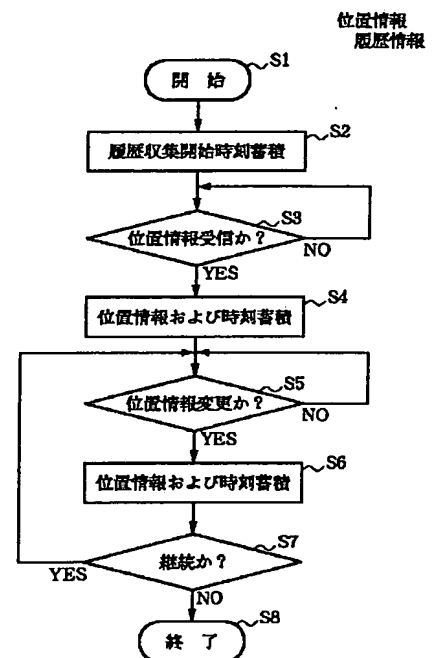 位置情報
履歴情報
S1
開 始
S2
履歴収集開始時刻蓄積
S3
位置情報受信か？
NO
YES
S4
位置情報および時刻蓄積
S5
位置情報変更か？
NO
YES
S6
位置情報および時刻蓄積
S7
継続か？
YES
NO
S8
終 了